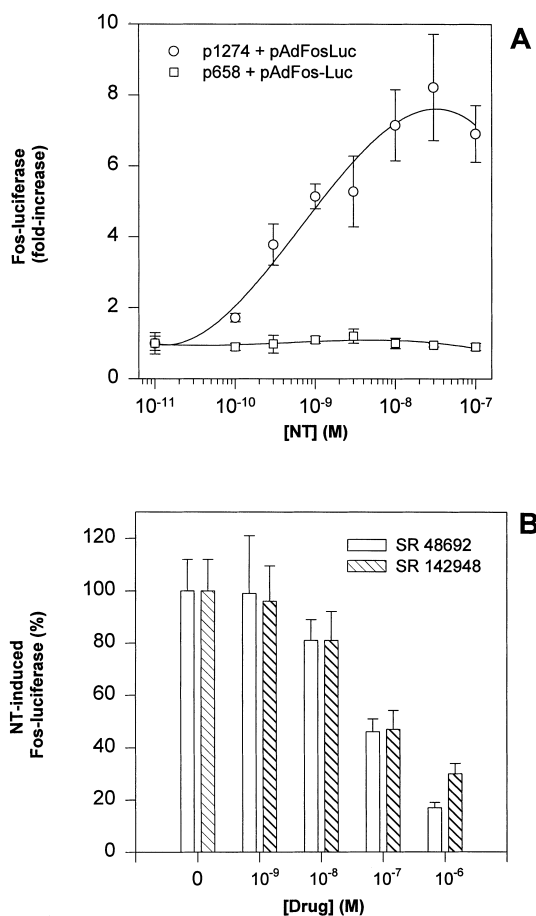 A
p1274 + pAdFosLuc
p658 + pAdFos-Luc
Fos-luciferase
(fold-increase)
10
8
6
4
2
0
10-11 10-10 10-9 10-8 10-7
[NT] (M)
B
SR 48692
SR 142948
NT-induced
Fos-luciferase (%)
120
100
80
60
40
20
0
0 10-9 10-8 10-7 10-6
[Drug] (M)